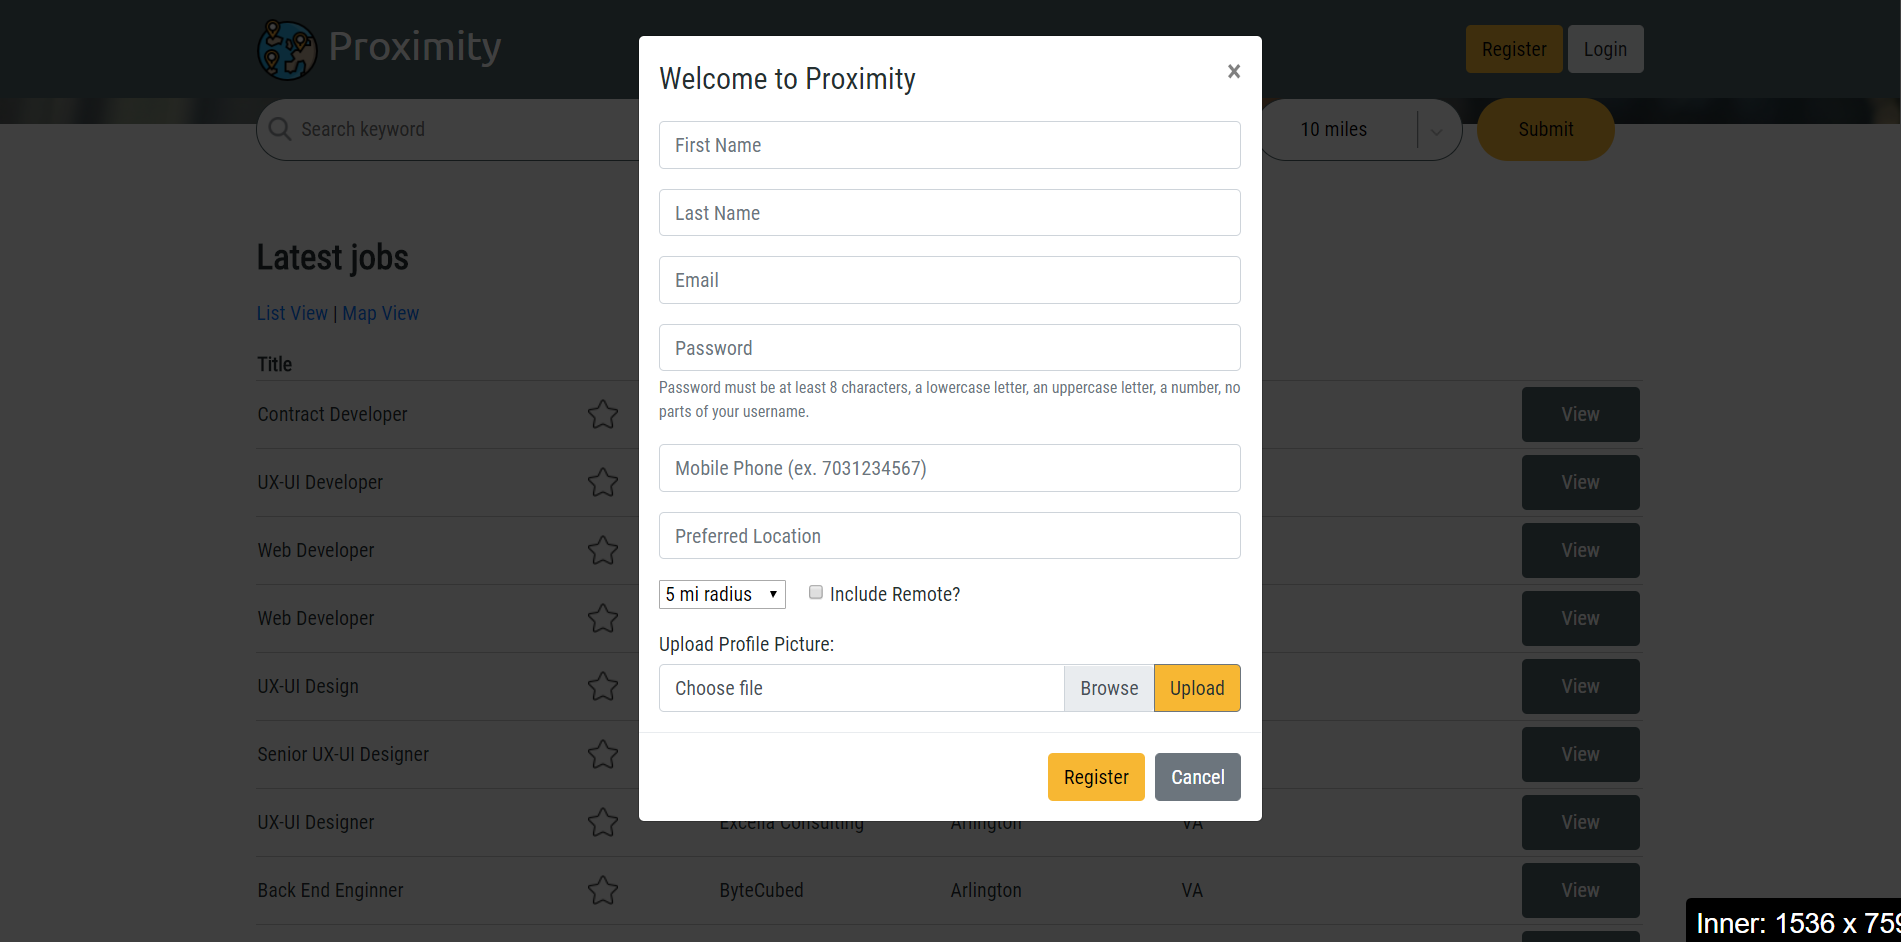 Proximity
Register
Login
Search keyword
10 miles
Submit
Latest jobs
List View | Map View
Title
Contract Developer
View
UX-UI Developer
View
Web Developer
View
Web Developer
View
UX-UI Design
View
Senior UX-UI Designer
View
UX-UI Designer
Excella Consulting
Arlington
VA
View
Back End Enginner
ByteCubed
Arlington
VA
View
Welcome to Proximity
×
First Name
Last Name
Email
Password
Password must be at least 8 characters, a lowercase letter, an uppercase letter, a number, no
parts of your username.
Mobile Phone (ex. 7031234567)
Preferred Location
5 mi radius
Include Remote?
Upload Profile Picture:
Choose file
Browse
Upload
Register
Cancel
Inner: 1536 x 759